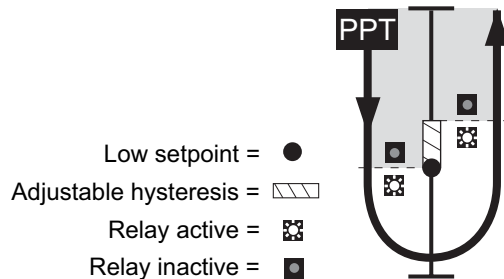 PPT
Low setpoint =
Adjustable hysteresis =
Relay active =
Relay inactive =